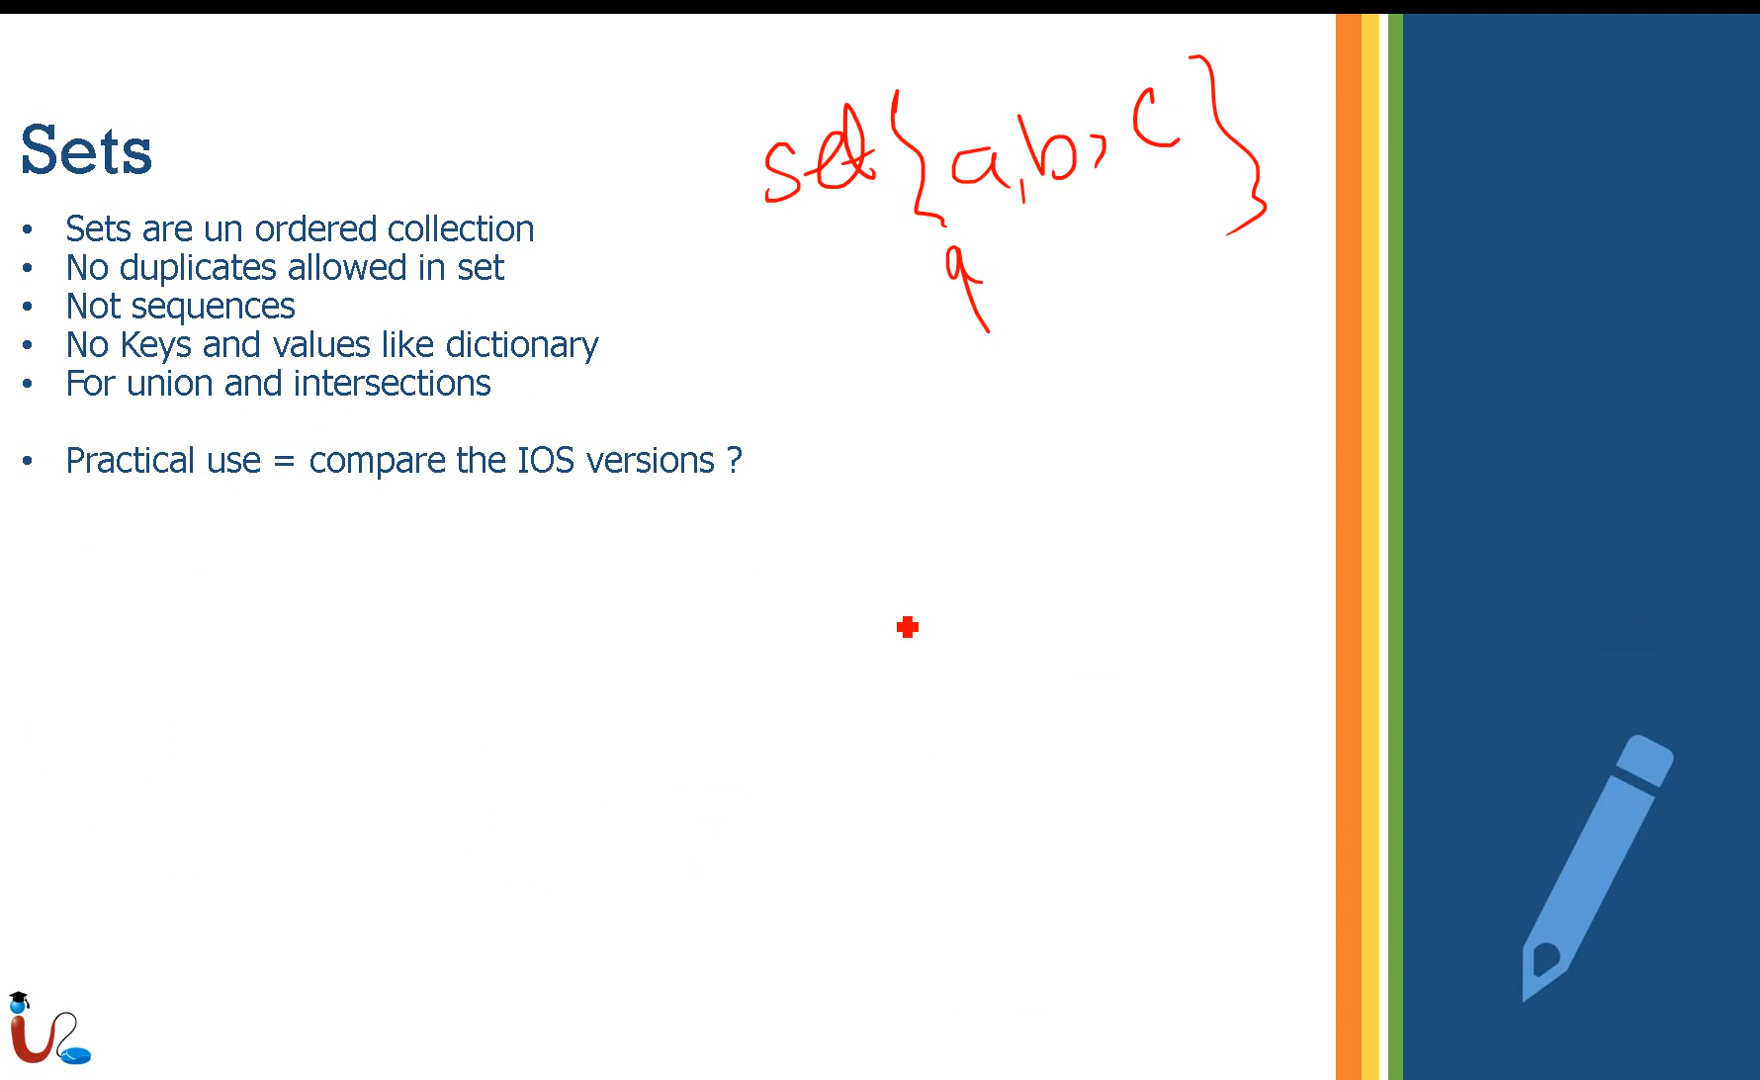 set{a,b,c}
a
Sets
• Sets are un ordered collection
• No duplicates allowed in set
• Not sequences
• No Keys and values like dictionary
• For union and intersections
• Practical use = compare the IOS versions ?